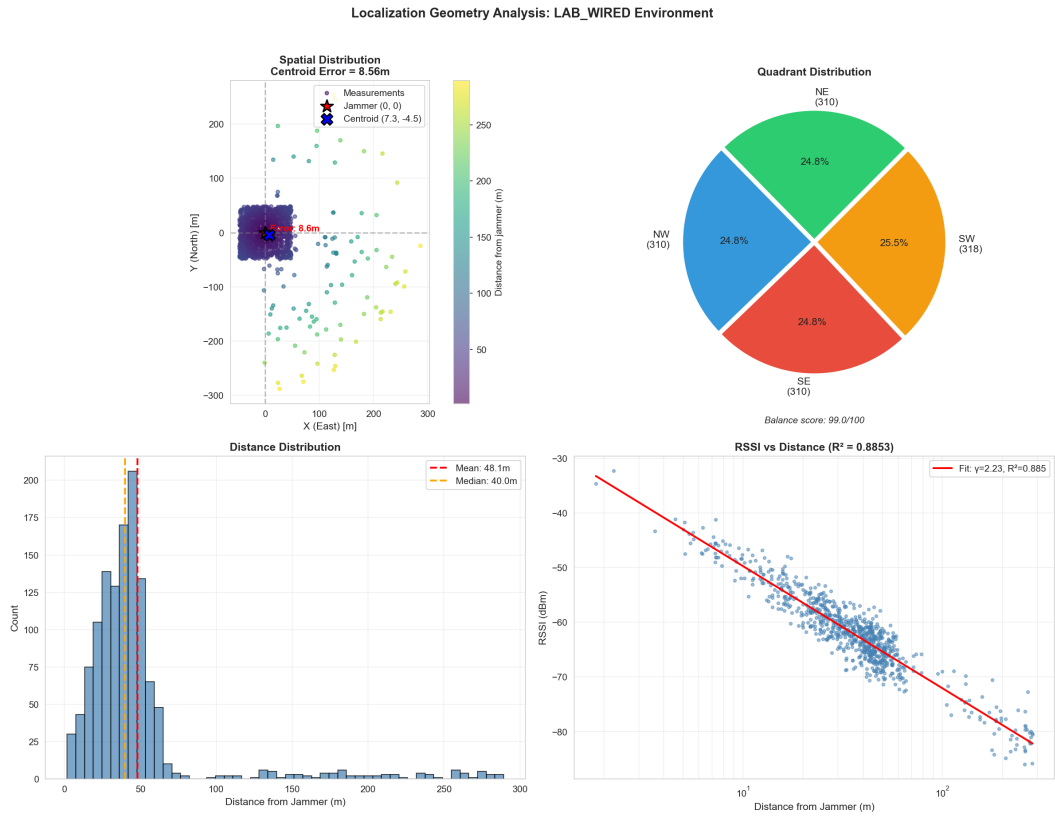 Localization Geometry Analysis: LAB_WIRED Environment
Spatial Distribution
Centroid Error = 8.56m
Measurements
Jammer (0, 0)
Centroid (7.3, -4.5)
200
100
0
−100
−200
−300
0
100
200
300
Y (North) [m]
X (East) [m]
8.6m
250
200
150
100
50
Distance from jammer (m)
Quadrant Distribution
NE
(310)
24.8%
NW
(310)
24.8%
25.5%
SW
(318)
24.8%
SE
(310)
Balance score: 99.0/100
Distance Distribution
Mean: 48.1m
Median: 40.0m
200
175
150
125
100
75
50
25
0
Count
0
50
100
150
200
250
300
Distance from Jammer (m)
RSSI vs Distance (R² = 0.8853)
Fit: γ=2.23, R²=0.885
−30
−40
−50
−60
−70
−80
RSSI (dBm)
10¹
10²
Distance from Jammer (m)